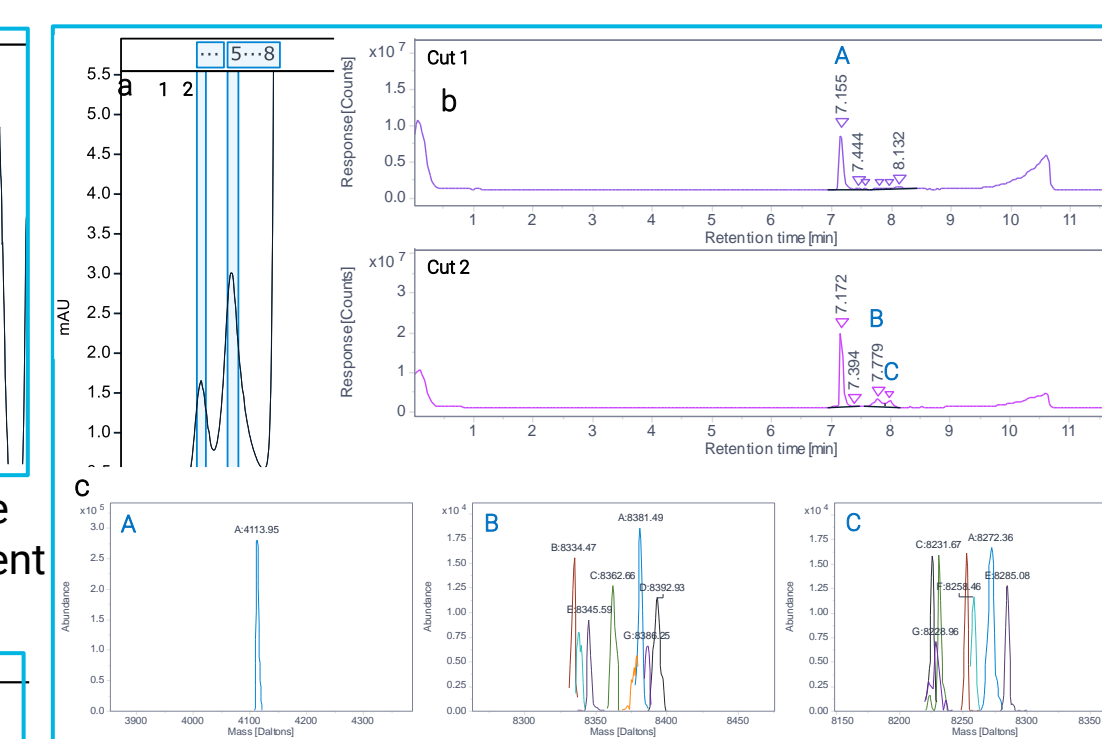 e
ent
a
1 2
... 5...8
mAU
5.5
5.0
4.5
4.0
3.5
3.0
2.5
2.0
1.5
1.0
b
Cut 1
x10 7
Response [Counts]
1.5
1.0
0.5
0.0
A
7.155
7.444
8.132
1 2 3 4 5 6 7 8 9 10 11
Retention time [min]
Cut 2
x10 7
Response [Counts]
3
2
1
0
7.172
7.394
B
7.779
C
1 2 3 4 5 6 7 8 9 10 11
Retention time [min]
c
A
x10 5
Abundance
3.0
2.5
2.0
1.5
1.0
0.5
0.0
A:4113.95
3900 4000 4100 4200 4300
Mass [Daltons]
B
x10 4
Abundance
1.75
1.50
1.25
1.00
0.75
0.50
0.25
0.00
A:8381.49
B:8334.47
C:8362.66
D:8392.93
E:8345.59
G:8386.25
8300 8350 8400 8450
Mass [Daltons]
C
x10 4
Abundance
1.75
1.50
1.25
1.00
0.75
0.50
0.25
0.00
A:8272.36
C:8231.67
E:8285.08
F:8258.46
G:8228.96
8150 8200 8250 8300 8350
Mass [Daltons]